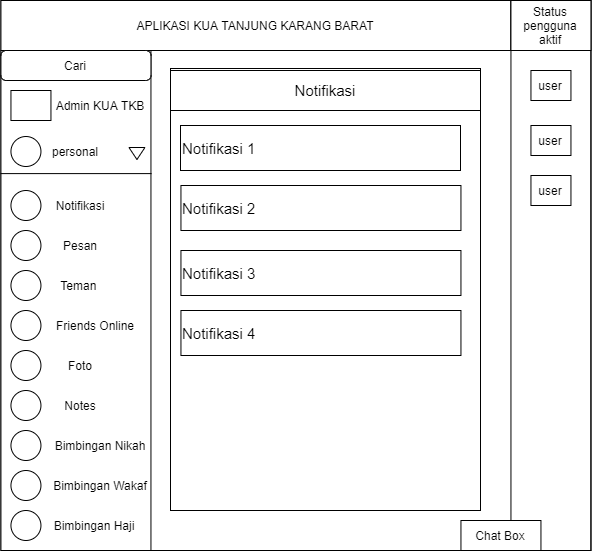 APLIKASI KUA TANJUNG KARANG BARAT
Status
pengguna
aktif
Cari
Admin KUA TKB
personal
Notifikasi
Pesan
Teman
Friends Online
Foto
Notes
Bimbingan Nikah
Bimbingan Wakaf
Bimbingan Haji
Notifikasi
Notifikasi 1
Notifikasi 2
Notifikasi 3
Notifikasi 4
user
user
user
Chat Box